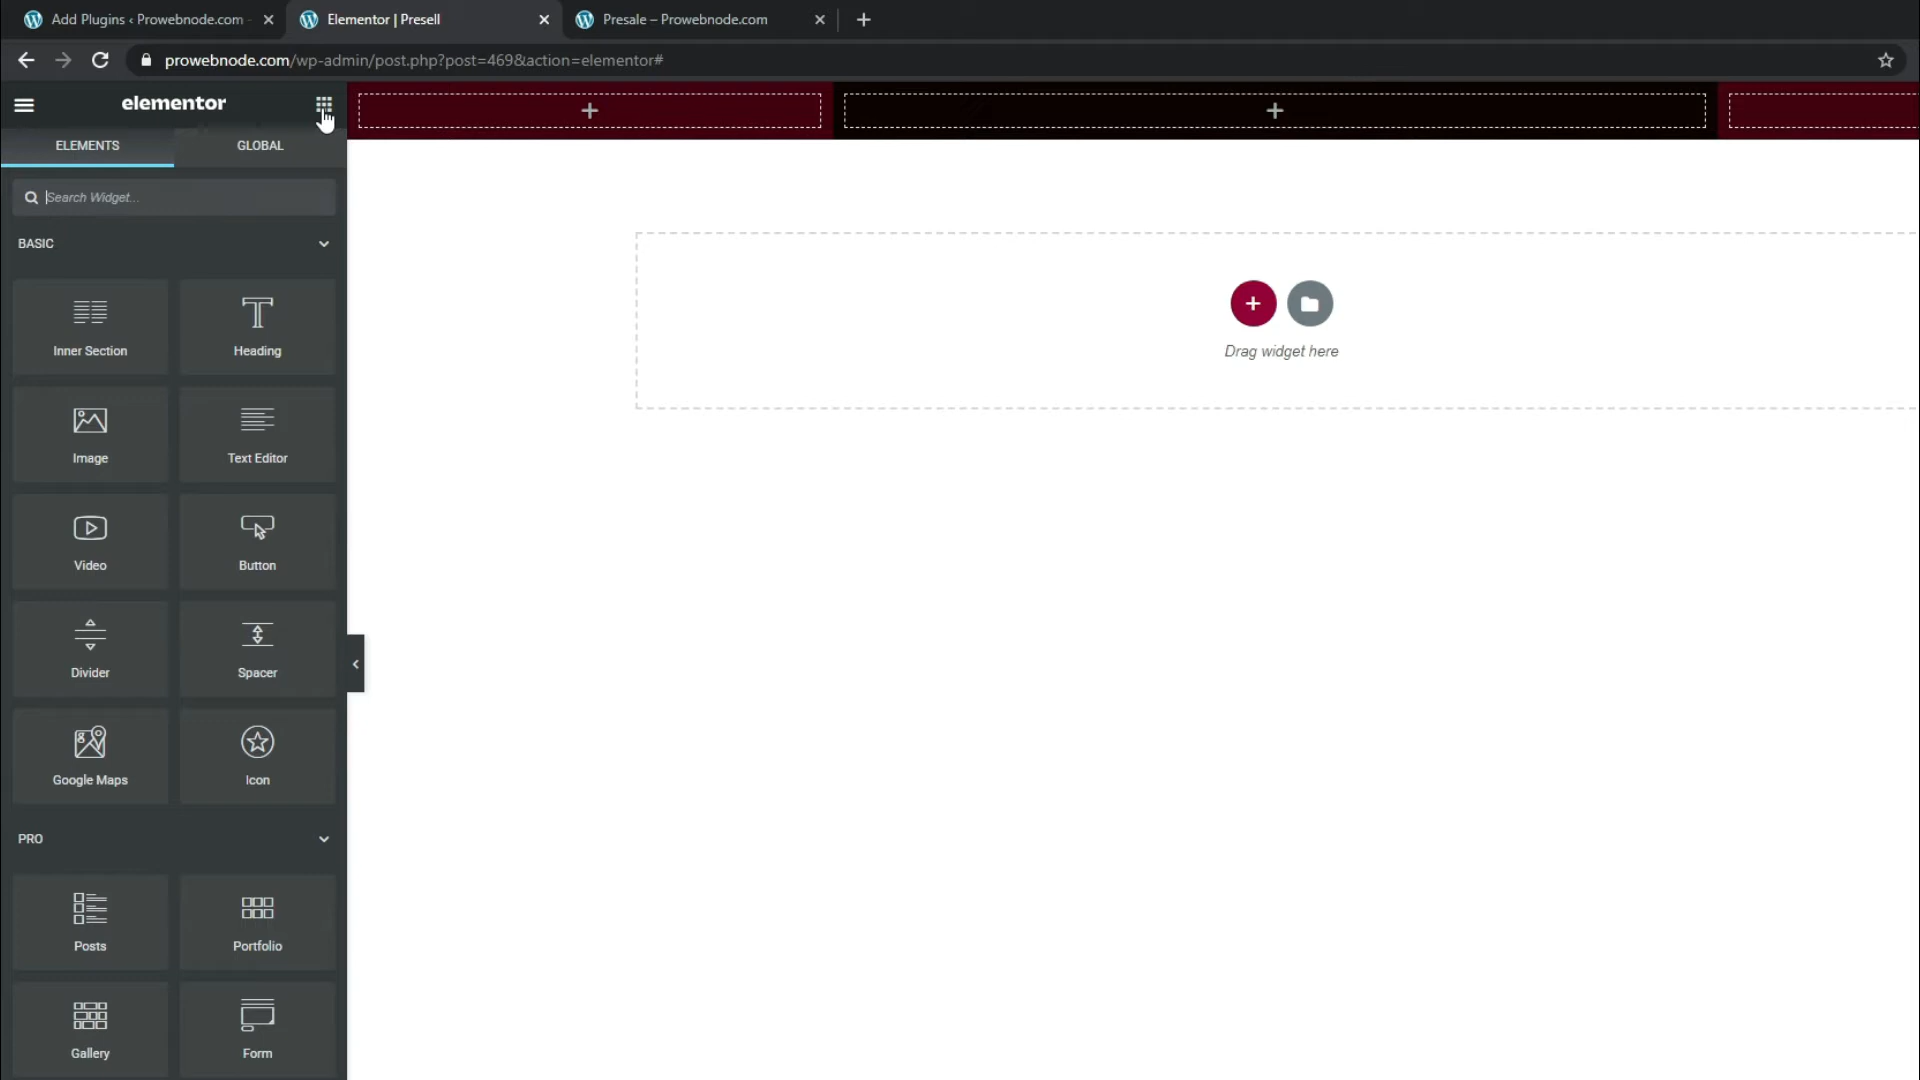 Add Plugins ‹ Prowebnode.com
Elementor | Presell
Presale – Prowebnode.com
prowebnode.com/wp-admin/post.php?post=469&action=elementor#
elementor
ELEMENTS
GLOBAL
Search Widget...
BASIC
Inner Section
Heading
Image
Text Editor
Video
Button
Divider
Spacer
Google Maps
Icon
PRO
Posts
Portfolio
Gallery
Form
Drag widget here